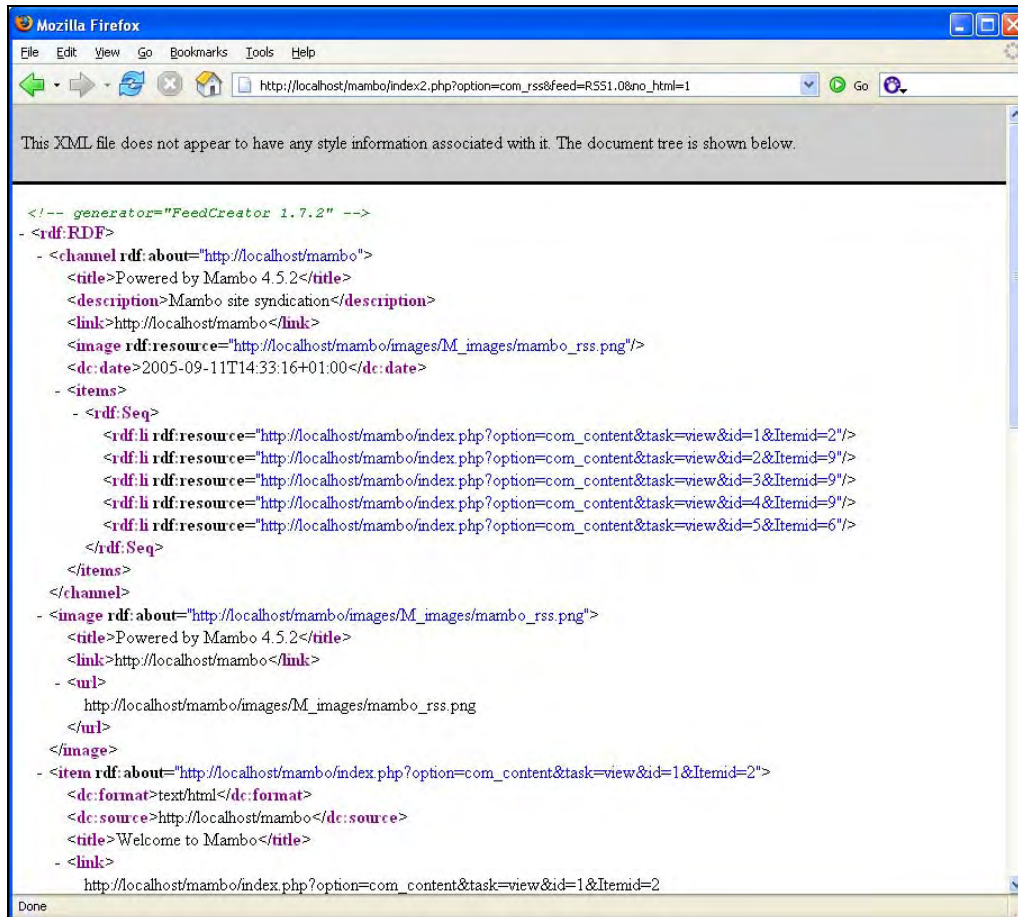 Mozilla Firefox
File Edit View Go Bookmarks Tools Help
http://localhost/mambo/index2.php?option=com_rss&feed=RSS1.0&no_html=1 Go
This XML file does not appear to have any style information associated with it. The document tree is shown below.
<!-- generator="FeedCreator 1.7.2" -->
- <rdf:RDF>
- <channel rdf:about="http://localhost/mambo">
<title>Powered by Mambo 4.5.2</title>
<description>Mambo site syndication</description>
<link>http://localhost/mambo</link>
<image rdf:resource="http://localhost/mambo/images/M_images/mambo_rss.png"/>
<dc:date>2005-09-11T14:33:16+01:00</dc:date>
- <items>
- <rdf:Seq>
<rdf:li rdf:resource="http://localhost/mambo/index.php?option=com_content&task=view&id=1&Itemid=2"/>
<rdf:li rdf:resource="http://localhost/mambo/index.php?option=com_content&task=view&id=2&Itemid=9"/>
<rdf:li rdf:resource="http://localhost/mambo/index.php?option=com_content&task=view&id=3&Itemid=9"/>
<rdf:li rdf:resource="http://localhost/mambo/index.php?option=com_content&task=view&id=4&Itemid=9"/>
<rdf:li rdf:resource="http://localhost/mambo/index.php?option=com_content&task=view&id=5&Itemid=6"/>
</rdf:Seq>
</items>
</channel>
- <image rdf:about="http://localhost/mambo/images/M_images/mambo_rss.png">
<title>Powered by Mambo 4.5.2</title>
<link>http://localhost/mambo</link>
- <url>
http://localhost/mambo/images/M_images/mambo_rss.png
</url>
</image>
- <item rdf:about="http://localhost/mambo/index.php?option=com_content&task=view&id=1&Itemid=2">
<dc:format>text/html</dc:format>
<dc:source>http://localhost/mambo</dc:source>
<title>Welcome to Mambo</title>
- <link>
http://localhost/mambo/index.php?option=com_content&task=view&id=1&Itemid=2
Done